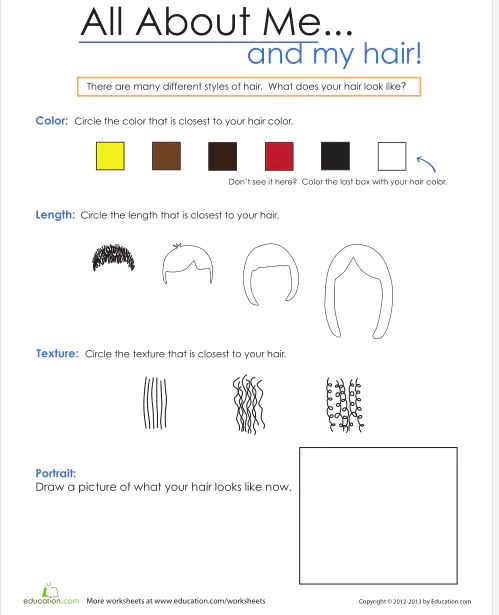 All About Me...
and my hair!
There are many different styles of hair. What does your hair look like?
Color: Circle the color that is closest to your hair color.
Don't see it here? Color the last box with your hair color.
Length: Circle the length that is closest to your hair.
Texture: Circle the texture that is closest to your hair.
Portrait:
Draw a picture of what your hair looks like now.
education.com More worksheets at www.education.com/worksheets Copyright © 2012-2013 by Education.com